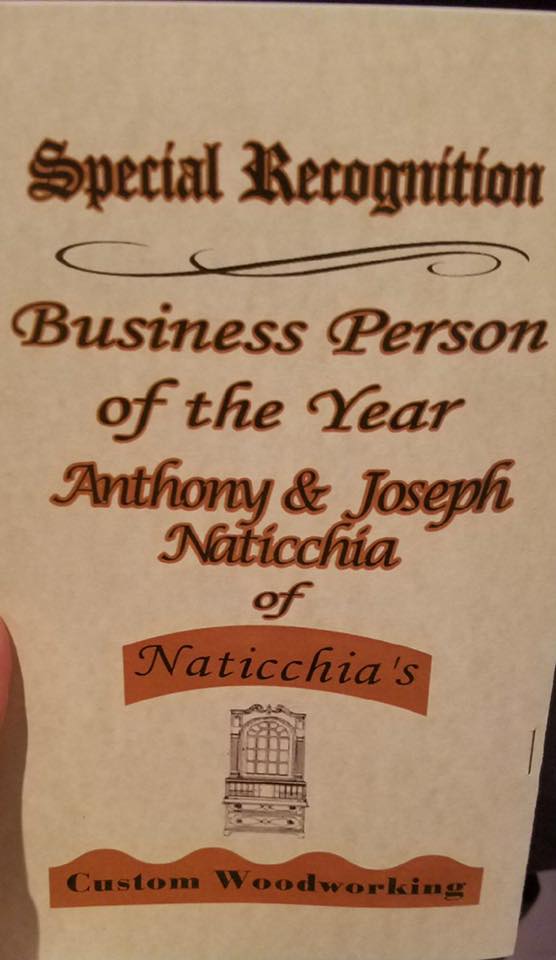 Special Recognition
Business Person
of the Year
Anthony & Joseph
Naticchia
of
Naticchia's
Custom Woodworking